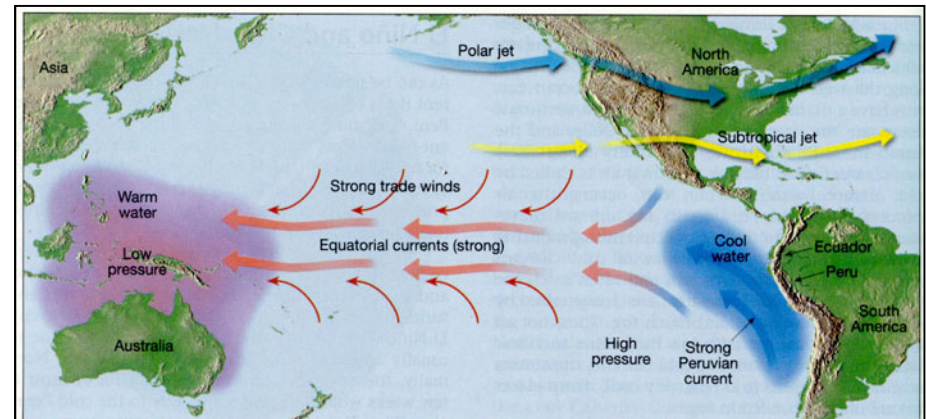 Polar jet
North
America
Asia
Subtropical jet
Strong trade winds
Warm
water
Equatorial currents (strong)
Cool
water
Ecuador
Low
pressure
Peru
South
America
Australia
High
pressure
Strong
Peruvian
current